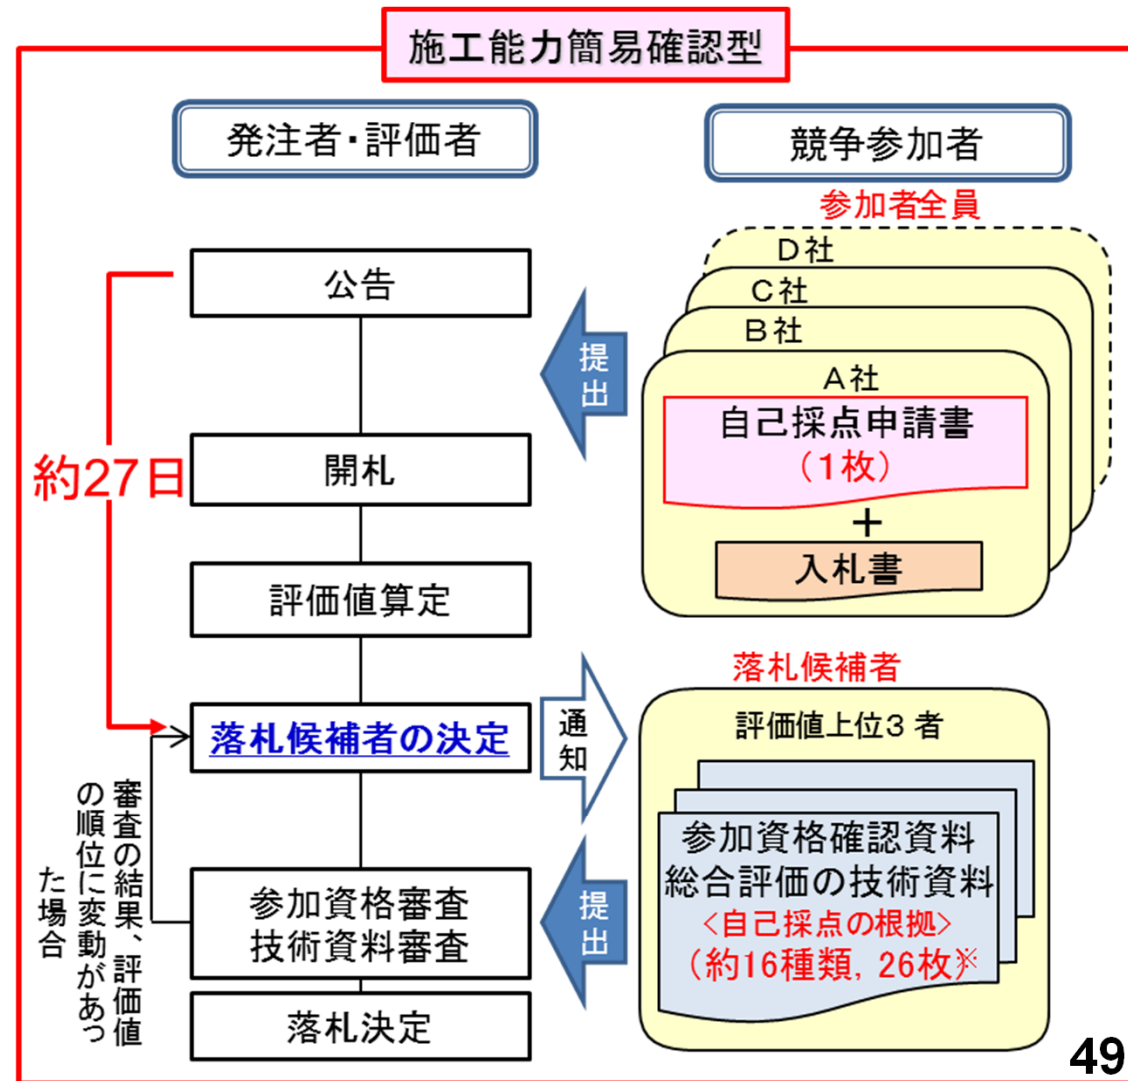 施工能力簡易確認型
発注者・評価者
競争参加者
参加者全員
D社
C社
B社
A社
自己採点申請書
（1枚）
＋
入札書
提出
公告
開札
約27日
評価値算定
落札候補者の決定
通知
落札候補者
評価値上位3者
参加資格確認資料
総合評価の技術資料
<自己採点の根拠>
（約16種類，26枚）※
提出
参加資格審査
技術資料審査
審査の結果、評価値
の順位に変動があっ
た場合
落札決定
49